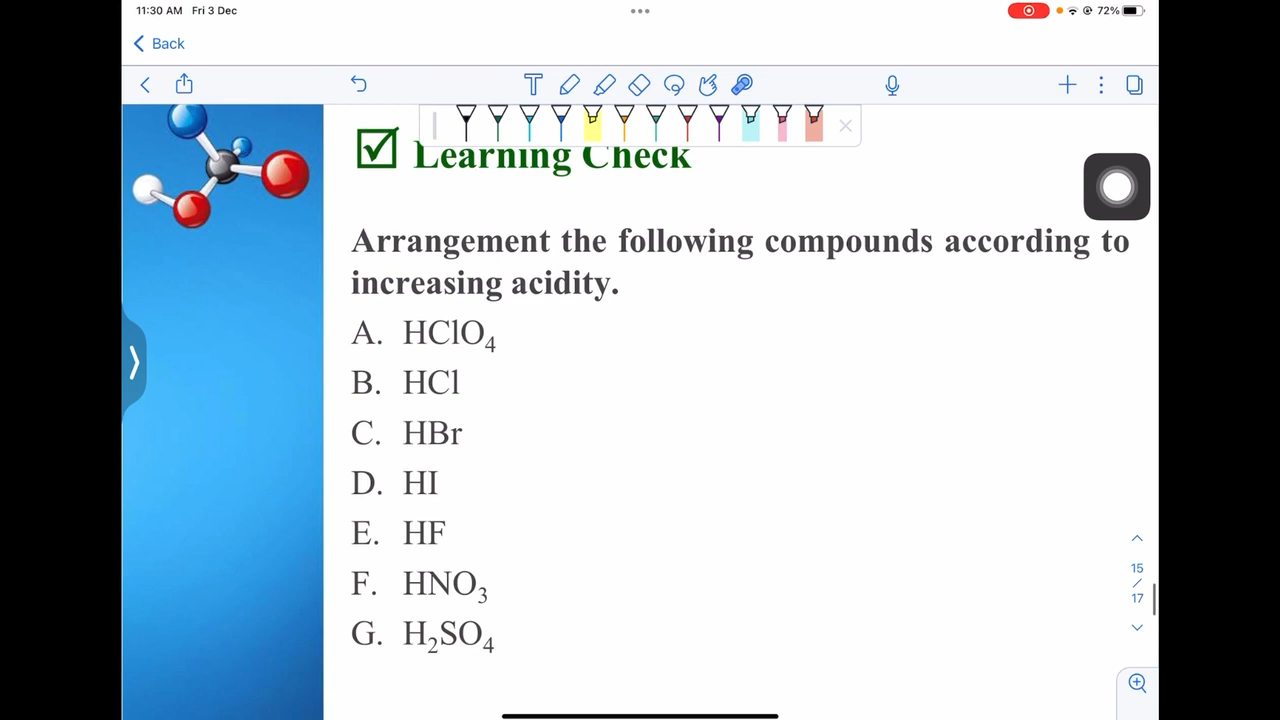 11:30 AM Fri 3 Dec
72%
Back
Learning Check
Arrangement the following compounds according to
increasing acidity.
A. HClO₄
B. HCl
C. HBr
D. HI
E. HF
F. HNO₃
G. H₂SO₄
15
/
17